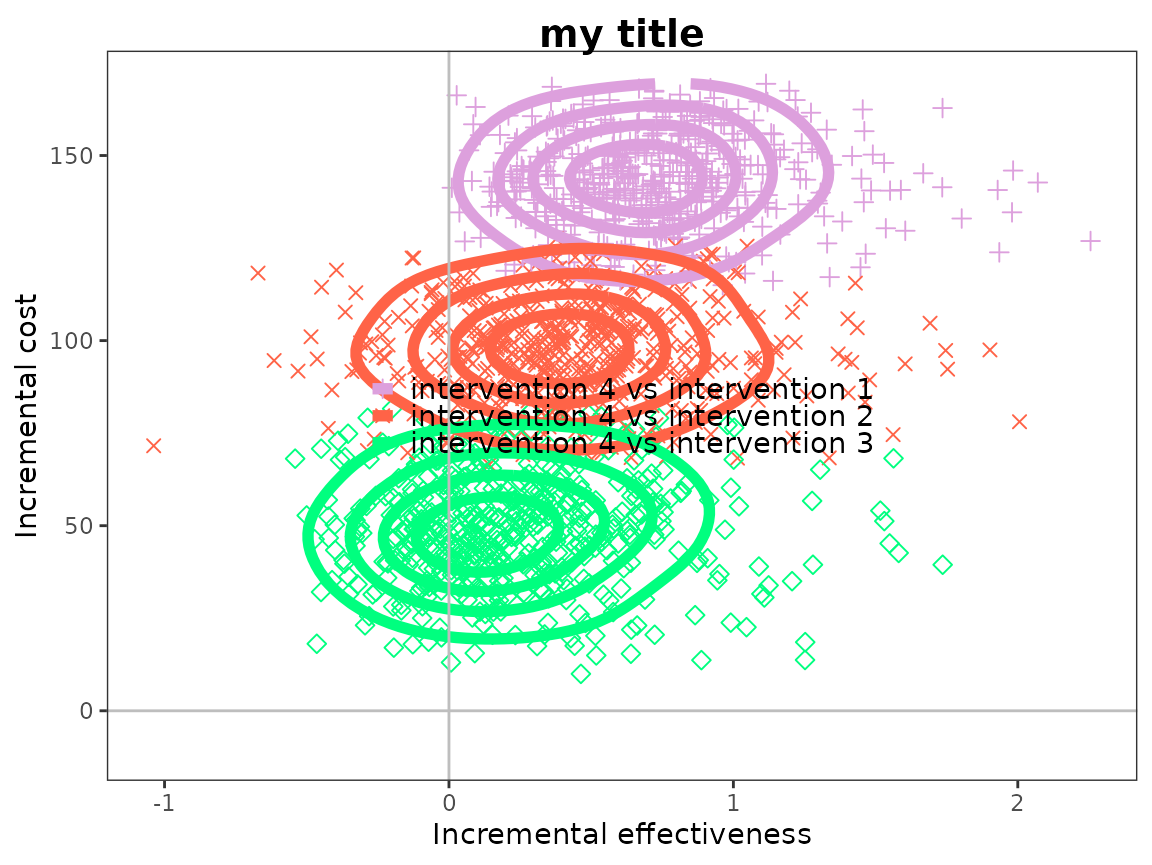 my title
Incremental cost
150
100
50
0
intervention 4 vs intervention 1
intervention 4 vs intervention 2
intervention 4 vs intervention 3
-1
0
1
2
Incremental effectiveness